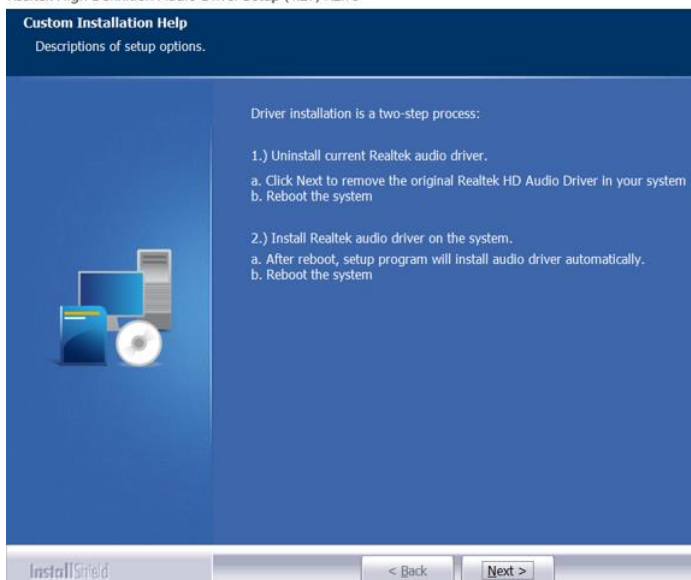 Custom Installation Help
Descriptions of setup options.
Driver installation is a two-step process:
1.) Uninstall current Realtek audio driver.
a. Click Next to remove the original Realtek HD Audio Driver in your system
b. Reboot the system
2.) Install Realtek audio driver on the system.
a. After reboot, setup program will install audio driver automatically.
b. Reboot the system
InstallShield
< Back
Next >